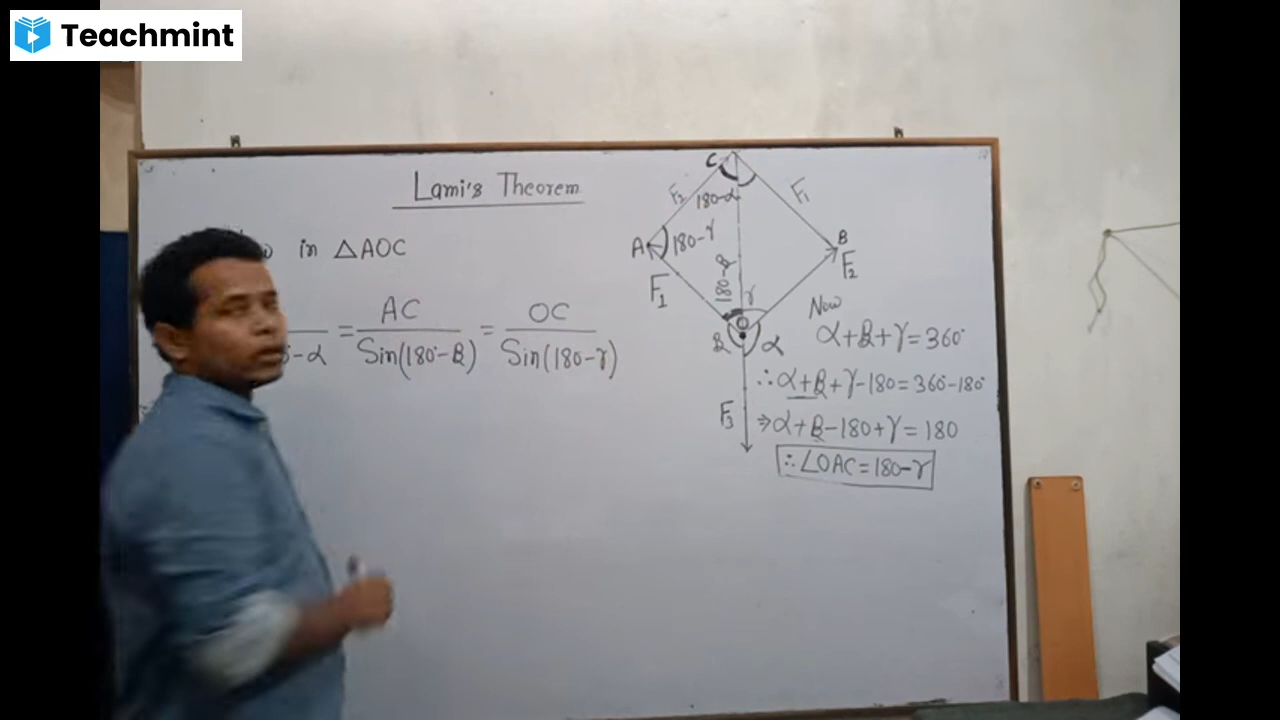 Teachmint
Lami's Theorem
in △AOC
AC = OC
-α = Sin(180°-B) Sin(180-γ)
C
F₂
180-α
F₁
A
180-γ
B
F₂
F₁
180-β
γ
O
B
α
F₃
Now
α+B+γ=360°
∴ α+B+γ-180=360°-180°
⇒α+B-180+γ=180
∴ ∠OAC=180-γ